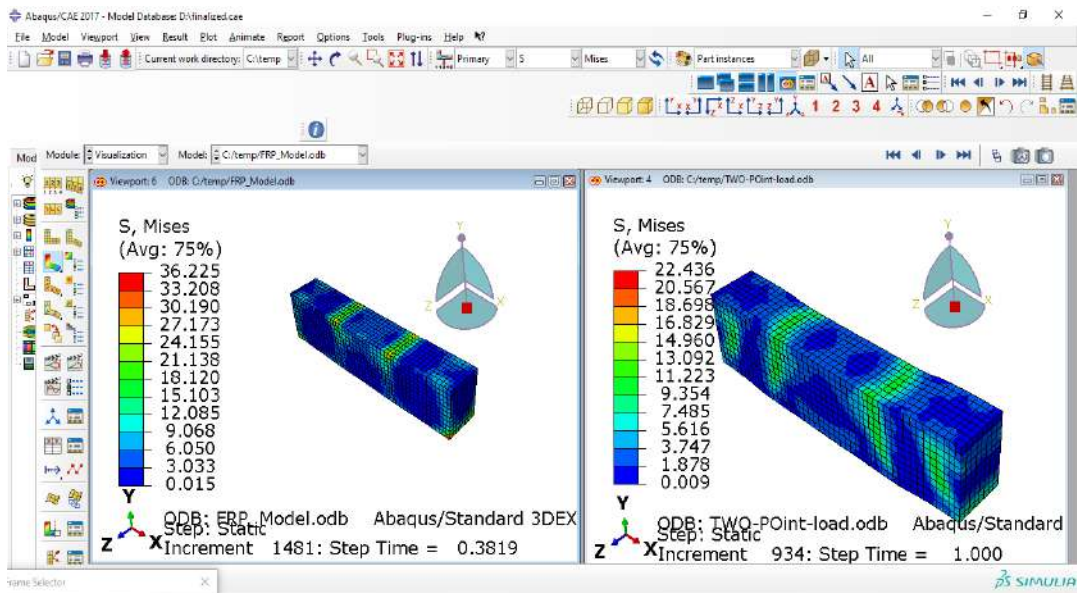 Abaqus/CAE 2017 - Model Database: D:\finalized.cae
File Model Viewport View Result Plot Animate Report Options Tools Plug-ins Help
Current work directory: C:\temp Primary S Mises Part instances All
1 2 3 4
Mod Module: Visualization Model: C:/temp/FRP_Model.odb
Viewport: 6 ODB: C:/temp/FRP_Model.odb
S, Mises
(Avg: 75%)
36.225
33.208
30.190
27.173
24.155
21.138
18.120
15.103
12.085
9.068
6.050
3.033
0.015
Y
Z X
Y
Z X
ODB: FRP_Model.odb Abaqus/Standard 3DEX
Step: Static
Increment 1481: Step Time = 0.3819
Viewport: 4 ODB: C:/temp/TWO-POint-load.odb
S, Mises
(Avg: 75%)
22.436
20.567
18.698
16.829
14.960
13.092
11.223
9.354
7.485
5.616
3.747
1.878
0.009
Y
Z X
Y
Z X
ODB: TWO-POint-load.odb Abaqus/Standard
Step: Static
Increment 934: Step Time = 1.000
rame Selector
SIMULIA